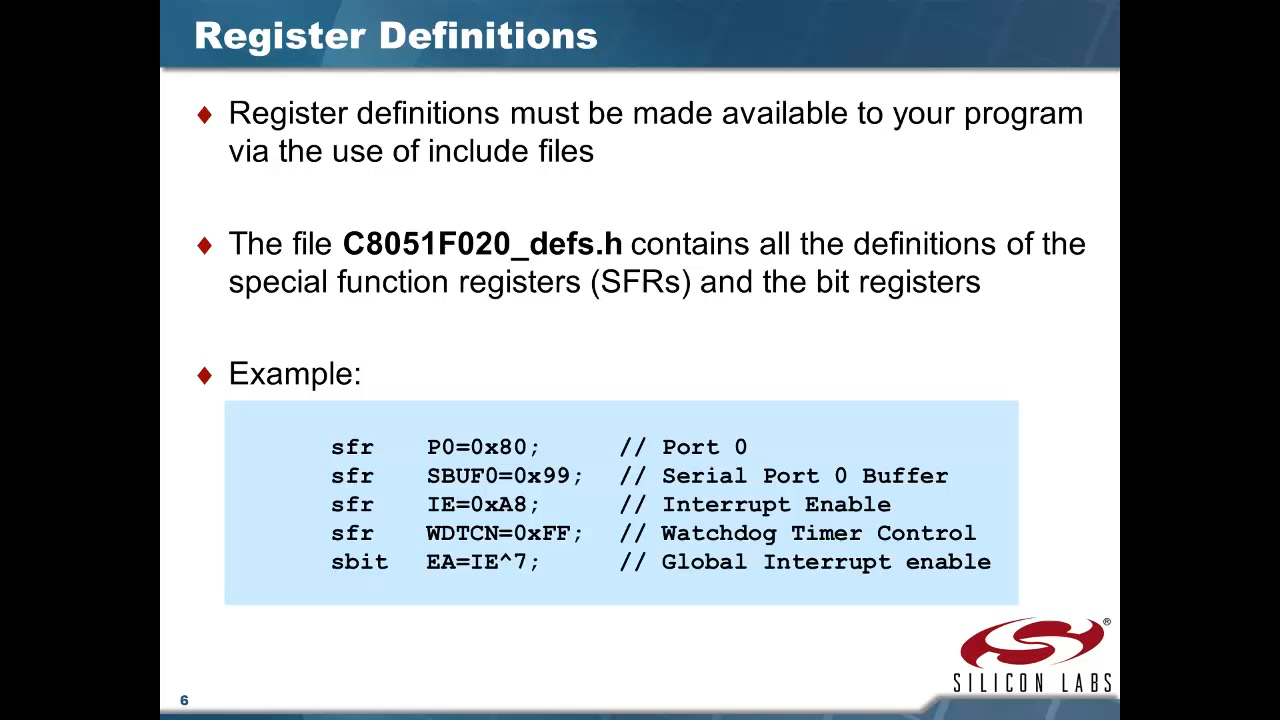 Register Definitions
♦ Register definitions must be made available to your program
via the use of include files
♦ The file C8051F020_defs.h contains all the definitions of the
special function registers (SFRs) and the bit registers
♦ Example:
sfr P0=0x80; // Port 0
sfr SBUF0=0x99; // Serial Port 0 Buffer
sfr IE=0xA8; // Interrupt Enable
sfr WDTCN=0xFF; // Watchdog Timer Control
sbit EA=IE^7; // Global Interrupt enable
®
SILICON LABS
6